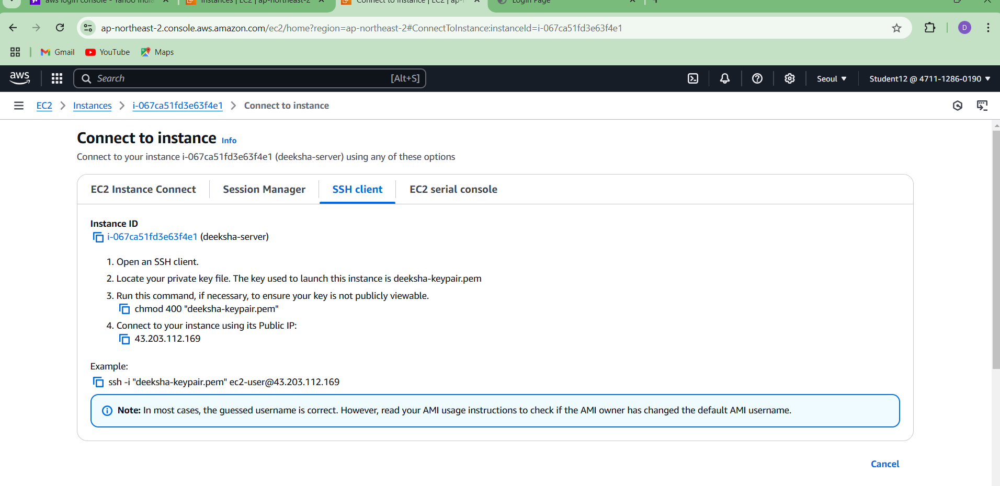 aws login console - Yahoo India
Instances | EC2 | ap-northeast-2
Connect to instance | EC2 | ap-
Login Page
ap-northeast-2.console.aws.amazon.com/ec2/home?region=ap-northeast-2#ConnectToInstance:instanceId=i-067ca51fd3e63f4e1
D
Gmail YouTube Maps
aws Search [Alt+S] Seoul Student12 @ 4711-1286-0190
EC2 Instances i-067ca51fd3e63f4e1 Connect to instance
Connect to instance Info
Connect to your instance i-067ca51fd3e63f4e1 (deeksha-server) using any of these options
EC2 Instance Connect Session Manager SSH client EC2 serial console
Instance ID
i-067ca51fd3e63f4e1 (deeksha-server)
1. Open an SSH client.
2. Locate your private key file. The key used to launch this instance is deeksha-keypair.pem
3. Run this command, if necessary, to ensure your key is not publicly viewable.
chmod 400 "deeksha-keypair.pem"
4. Connect to your instance using its Public IP:
43.203.112.169
Example:
ssh -i "deeksha-keypair.pem" ec2-user@43.203.112.169
Note: In most cases, the guessed username is correct. However, read your AMI usage instructions to check if the AMI owner has changed the default AMI username.
Cancel